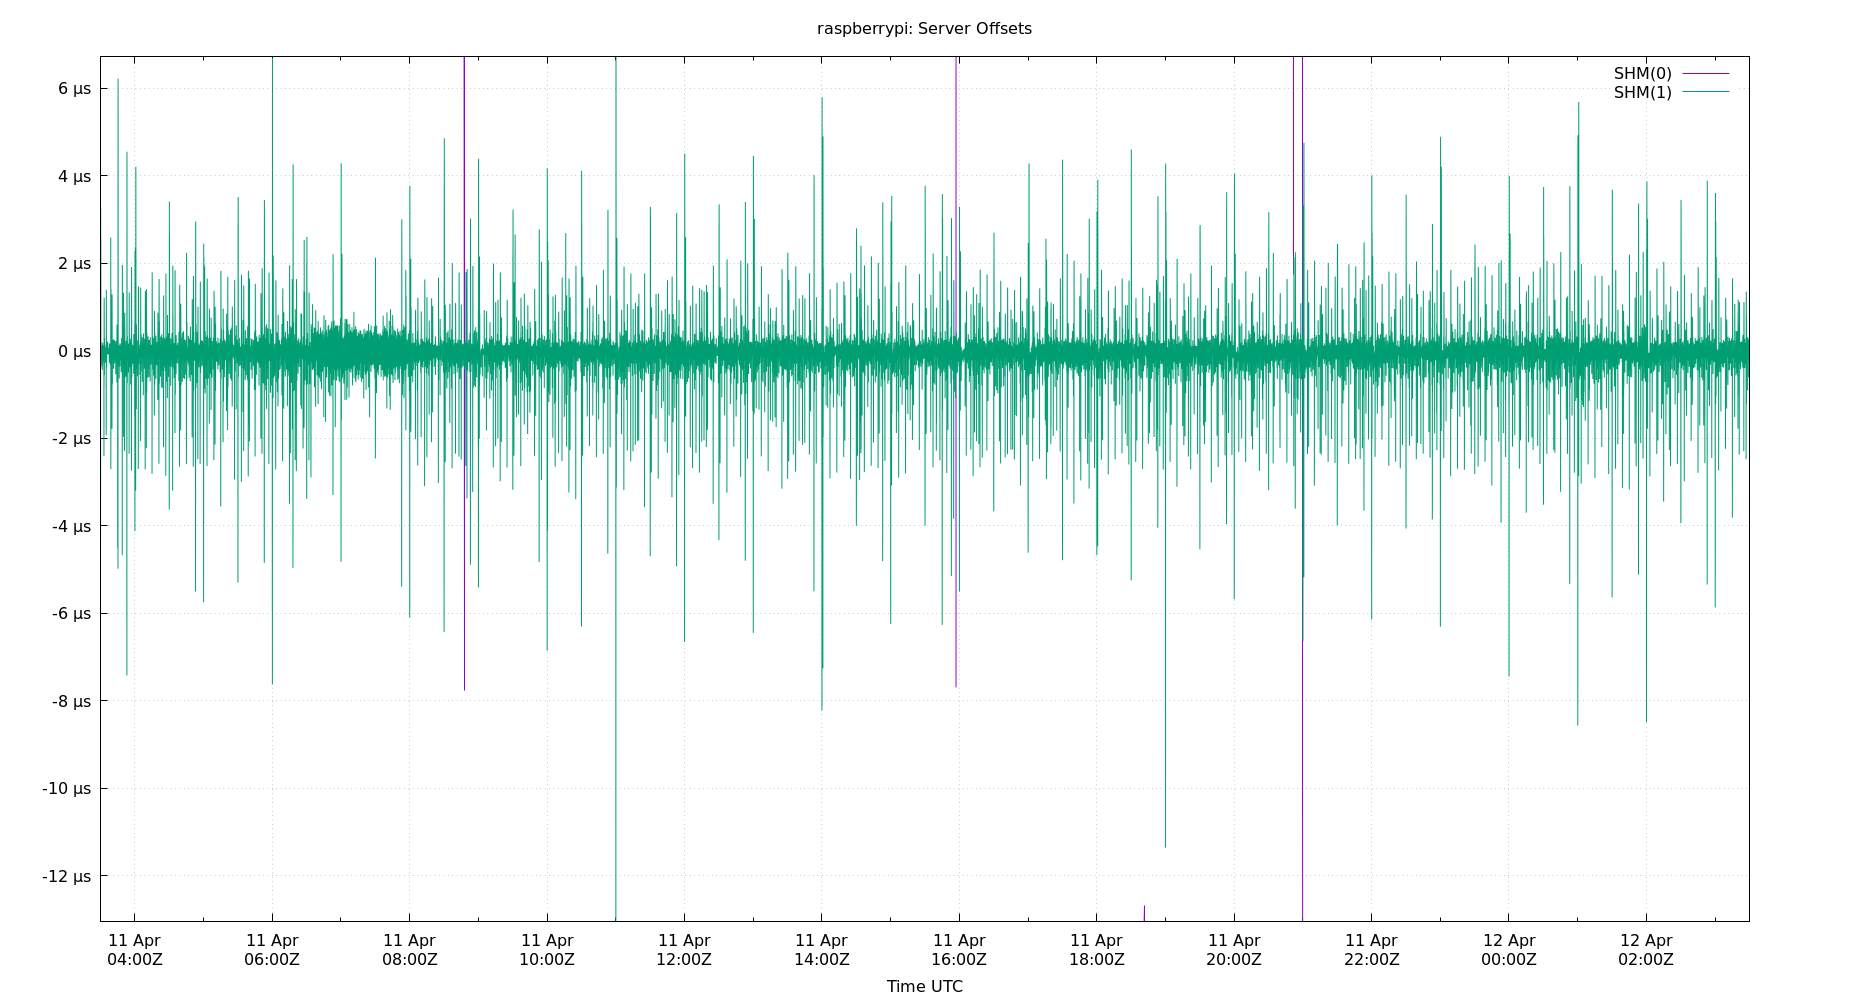 raspberrypi: Server Offsets
SHM(0)
SHM(1)
6 µs
4 µs
2 µs
0 µs
-2 µs
-4 µs
-6 µs
-8 µs
-10 µs
-12 µs
11 Apr 11 Apr 11 Apr 11 Apr 11 Apr 11 Apr 11 Apr 11 Apr 11 Apr 11 Apr 12 Apr 12 Apr
04:00Z 06:00Z 08:00Z 10:00Z 12:00Z 14:00Z 16:00Z 18:00Z 20:00Z 22:00Z 00:00Z 02:00Z
Time UTC